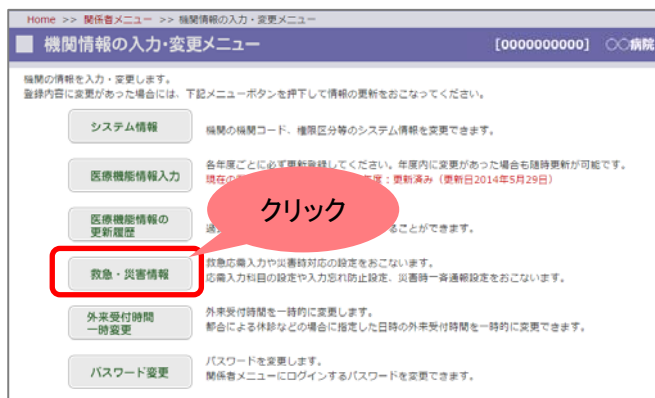 Home >> 関係者メニュー >> 機関情報の入力・変更メニュー
機関情報の入力・変更メニュー [0000000000] ○○病院
機関の情報を入力・変更します。
登録内容に変更があった場合には、下記メニューボタンを押下して情報の更新をおこなってください。
システム情報
機関の機関コード、権限区分等のシステム情報を変更できます。
医療機能情報入力
各年度ごとに必ず更新登録してください。年度内に変更があった場合も随時更新が可能です。
現在の 度：更新済み（更新日2014年5月29日）
クリック
医療機能情報の
更新履歴
ることができます。
救急・災害情報
救急応需入力や災害時対応の設定をおこないます。
応需入力科目の設定や入力忘れ防止設定、災害時一斉通報設定をおこないます。
外来受付時間
一時変更
外来受付時間を一時的に変更します。
都合による休診などの場合に指定した日時の外来受付時間を一時的に変更できます。
パスワード変更
パスワードを変更します。
関係者メニューにログインするパスワードを変更できます。